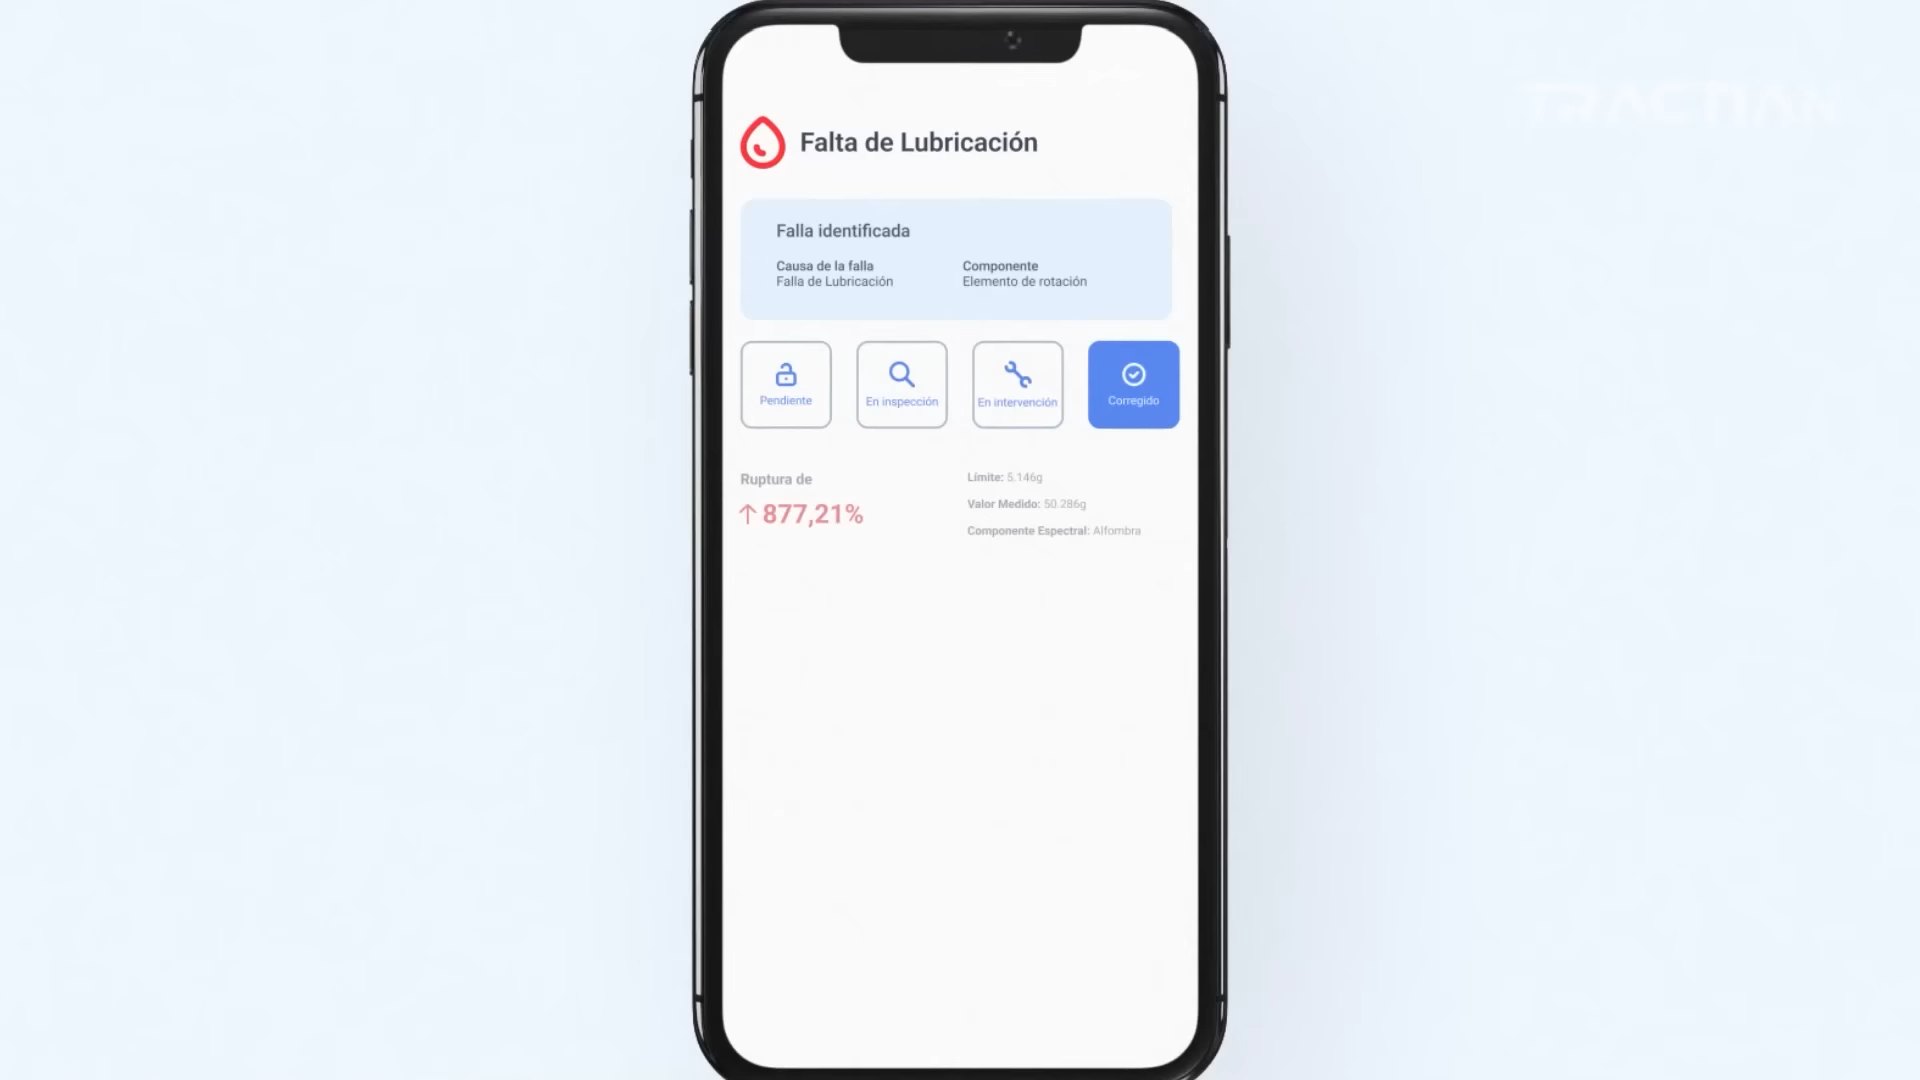 TRACTIAN
Falta de Lubricación
Falla identificada
Causa de la falla
Falla de Lubricación
Componente
Elemento de rotación
Pendiente
En inspección
En intervención
Corregido
Ruptura de
↑ 877,21%
Límite: 5.146g
Valor Medido: 50.286g
Componente Espectral: Alfombra